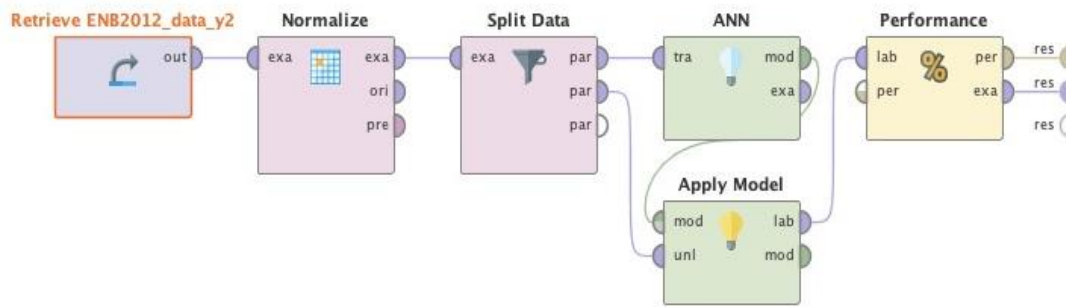 Retrieve ENB2012_data_y2
out
Normalize
exa
exa
ori
pre
Split Data
exa
par
par
par
ANN
tra
mod
exa
Performance
lab
per
%
per
exa
res
res
res
Apply Model
mod
lab
unl
mod